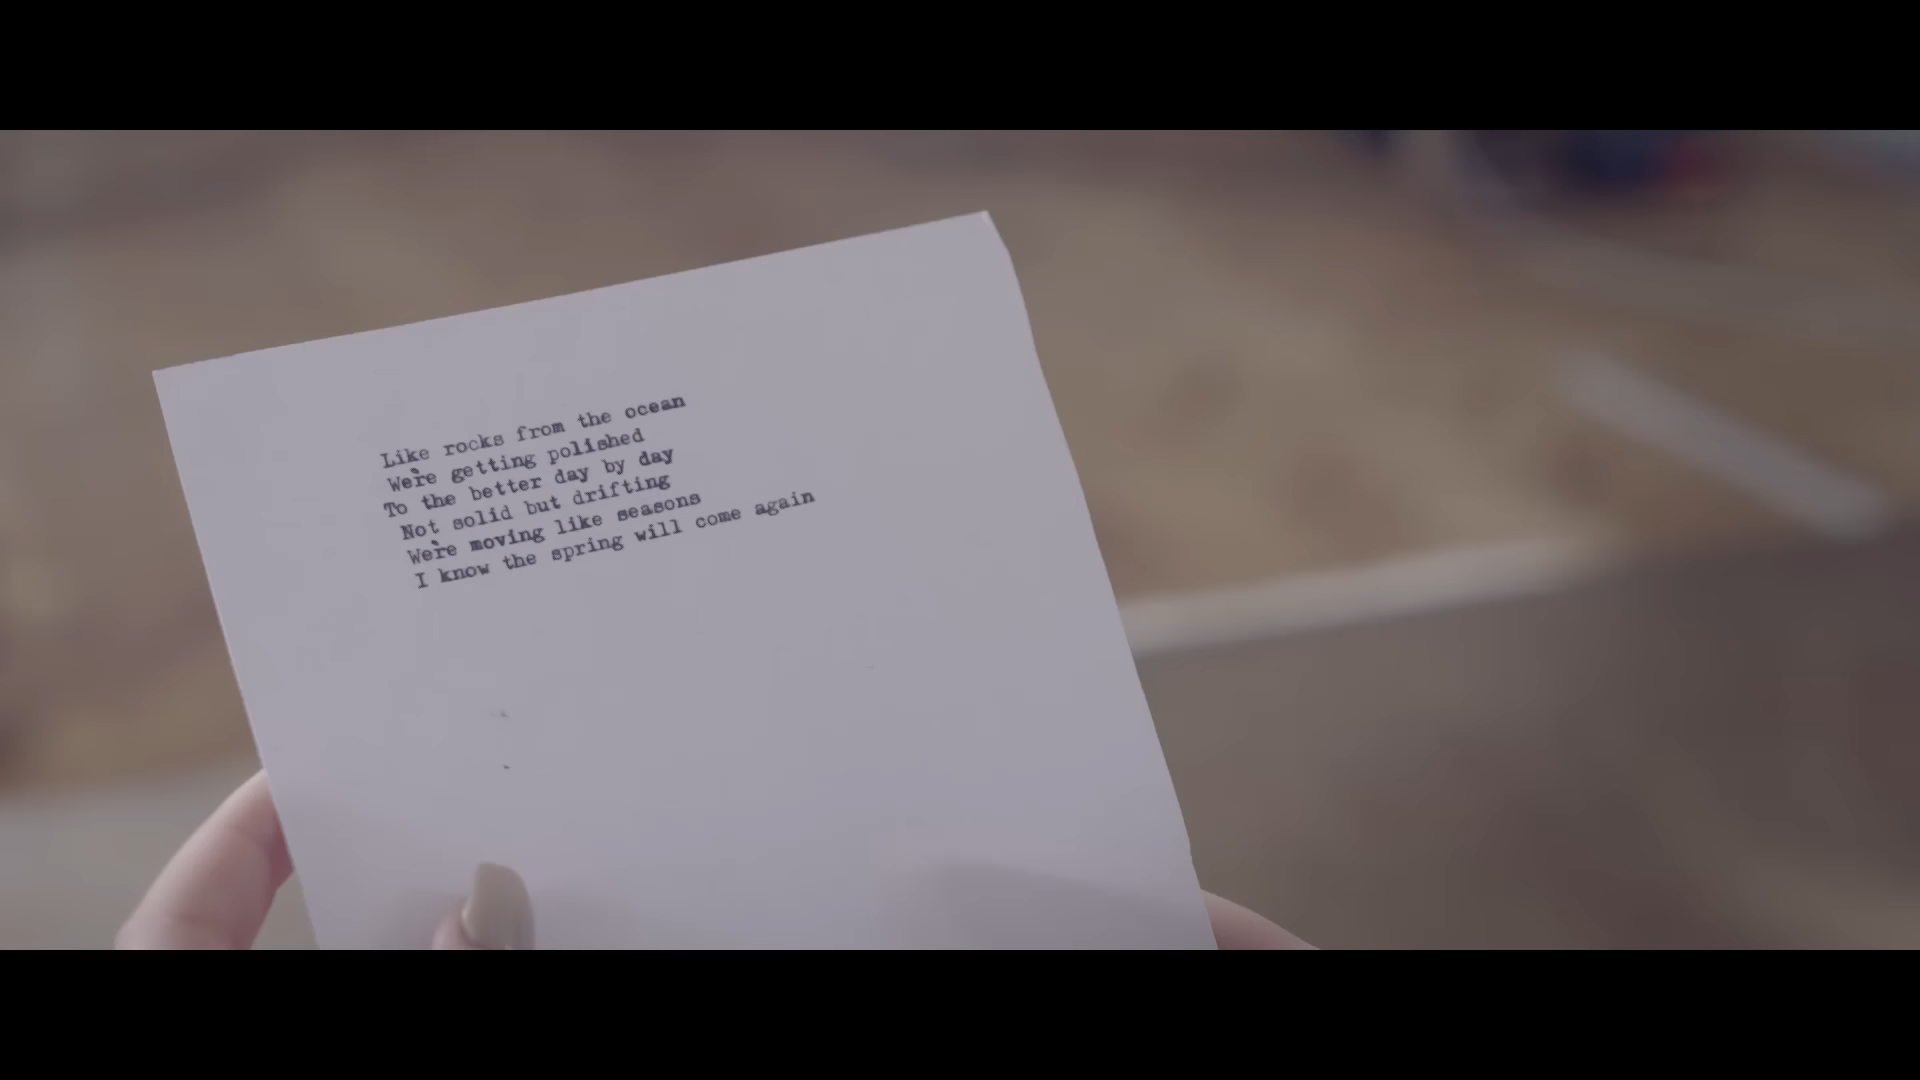 Like rocks from the ocean
We're getting polished
To the better day by day
Not solid but drifting
We're moving like seasons
I know the spring will come again